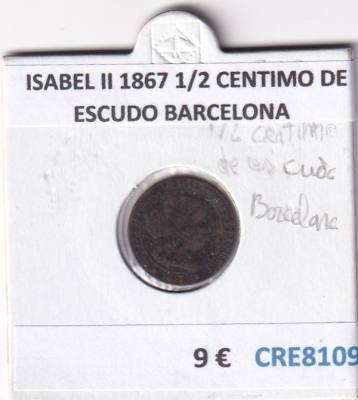 ISABEL II 1867 1/2 CENTIMO DE
ESCUDO BARCELONA
1/2 centimo
de escudo
Barcelona
9 € CRE8109